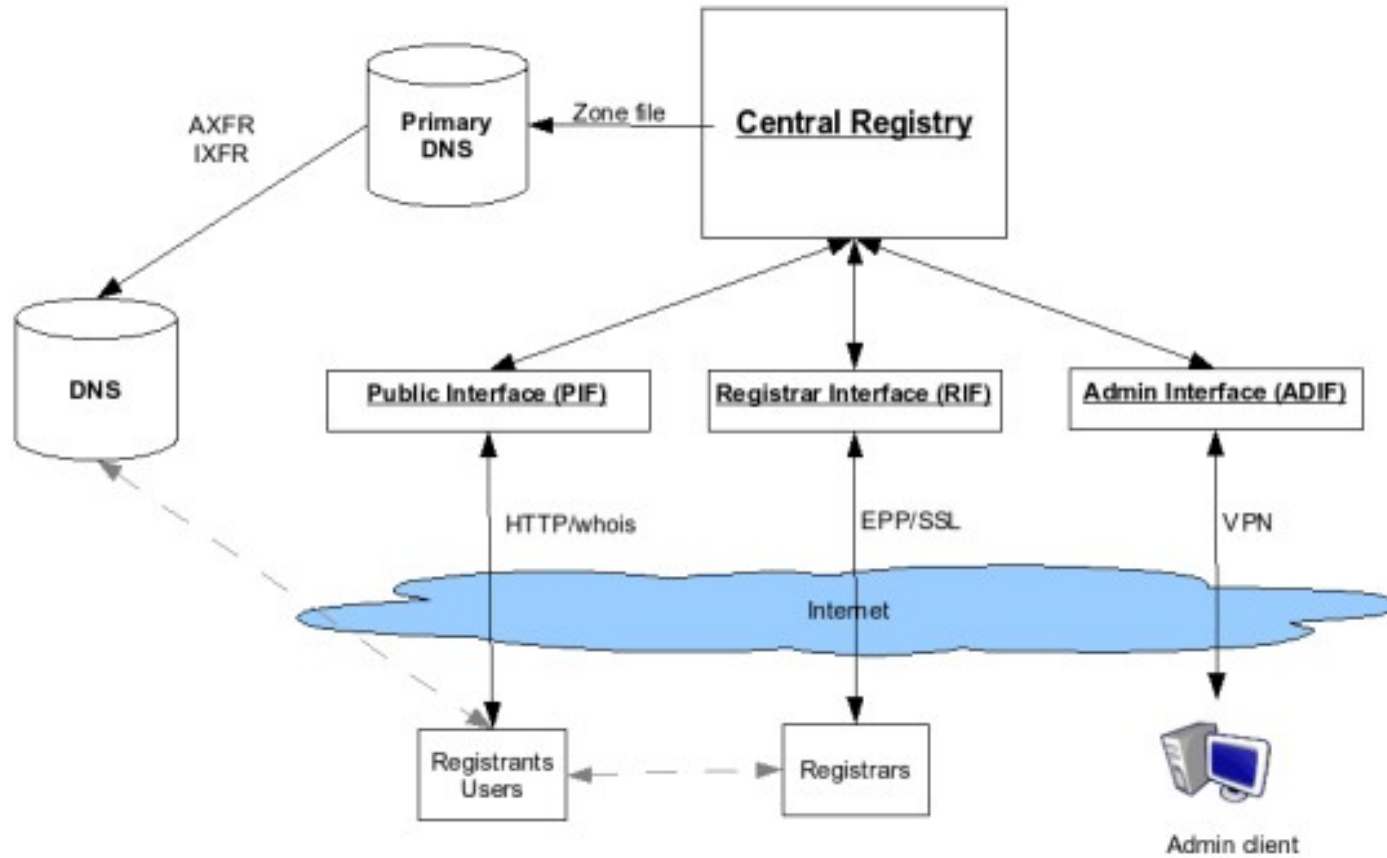 Central Registry
Zone file
Primary
DNS
AXFR
IXFR
DNS
Public Interface (PIF)
Registrar Interface (RIF)
Admin Interface (ADIF)
HTTP/whois
EPP/SSL
VPN
Internet
Registrants
Users
Registrars
Admin client